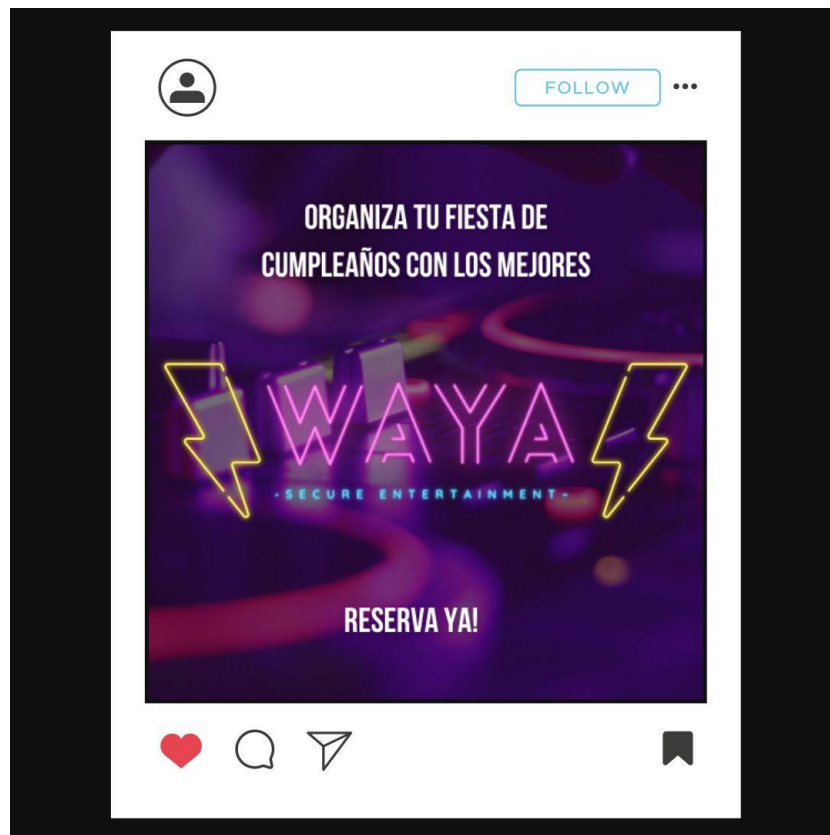 FOLLOW
ORGANIZA TU FIESTA DE
CUMPLEAÑOS CON LOS MEJORES
WAYA
-SECURE ENTERTAINMENT-
RESERVA YA!